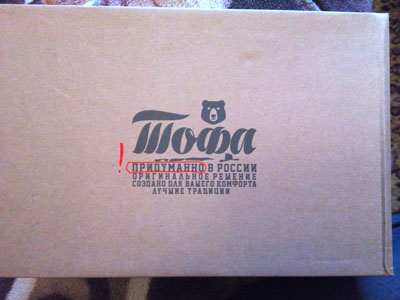 Тофа
ПРИДУМАННО В РОССИИ
ОРИГИНАЛЬНОЕ РЕШЕНИЕ
СОЗДАНО ДЛЯ ВАШЕГО КОМФОРТА
ЛУЧШИЕ ТРАДИЦИИ